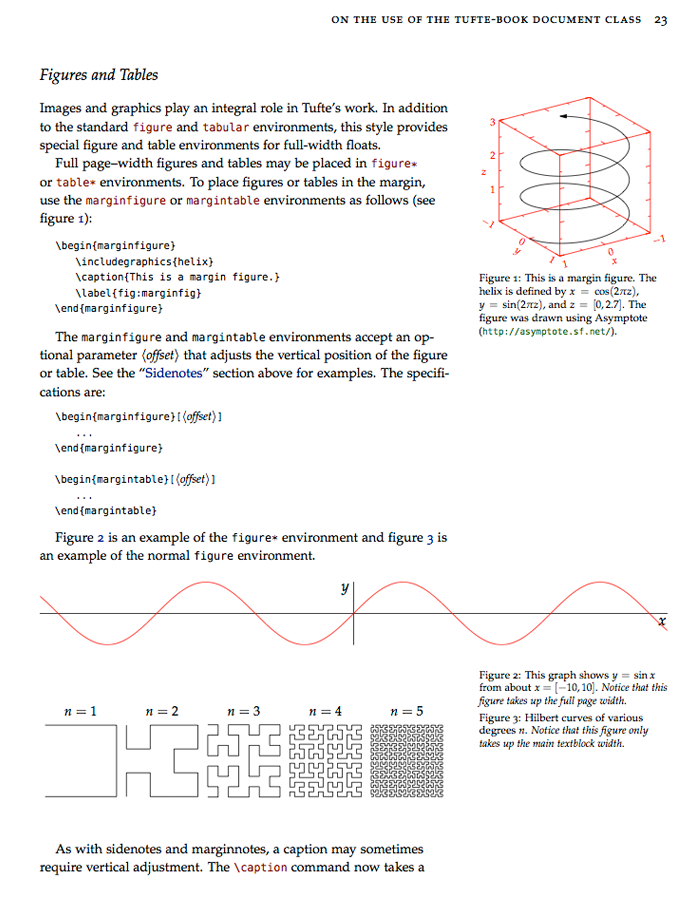 ON THE USE OF THE TUFTE-BOOK DOCUMENT CLASS 23
Figures and Tables
Images and graphics play an integral role in Tufte’s work. In addition
to the standard figure and tabular environments, this style provides
special figure and table environments for full-width floats.
Full page–width figures and tables may be placed in figure*
or table* environments. To place figures or tables in the margin,
use the marginfigure or margintable environments as follows (see
figure 1):
\begin{marginfigure}
\includegraphics{helix}
\caption{This is a margin figure.}
\label{fig:marginfig}
\end{marginfigure}
3
2
z
1
−1
0
y
1
1
0
x
−1
Figure 1: This is a margin figure. The
helix is defined by x = cos(2πz),
y = sin(2πz), and z = [0, 2.7]. The
figure was drawn using Asymptote
(http://asymptote.sf.net/).
The marginfigure and margintable environments accept an op-
tional parameter ⟨offset⟩ that adjusts the vertical position of the figure
or table. See the “Sidenotes” section above for examples. The specifi-
cations are:
\begin{marginfigure}[⟨offset⟩]
...
\end{marginfigure}
\begin{margintable}[⟨offset⟩]
...
\end{margintable}
Figure 2 is an example of the figure* environment and figure 3 is
an example of the normal figure environment.
y
x
Figure 2: This graph shows y = sin x
from about x = [−10, 10]. Notice that this
figure takes up the full page width.
n = 1 n = 2 n = 3 n = 4 n = 5
Figure 3: Hilbert curves of various
degrees n. Notice that this figure only
takes up the main textblock width.
As with sidenotes and marginnotes, a caption may sometimes
require vertical adjustment. The \caption command now takes a